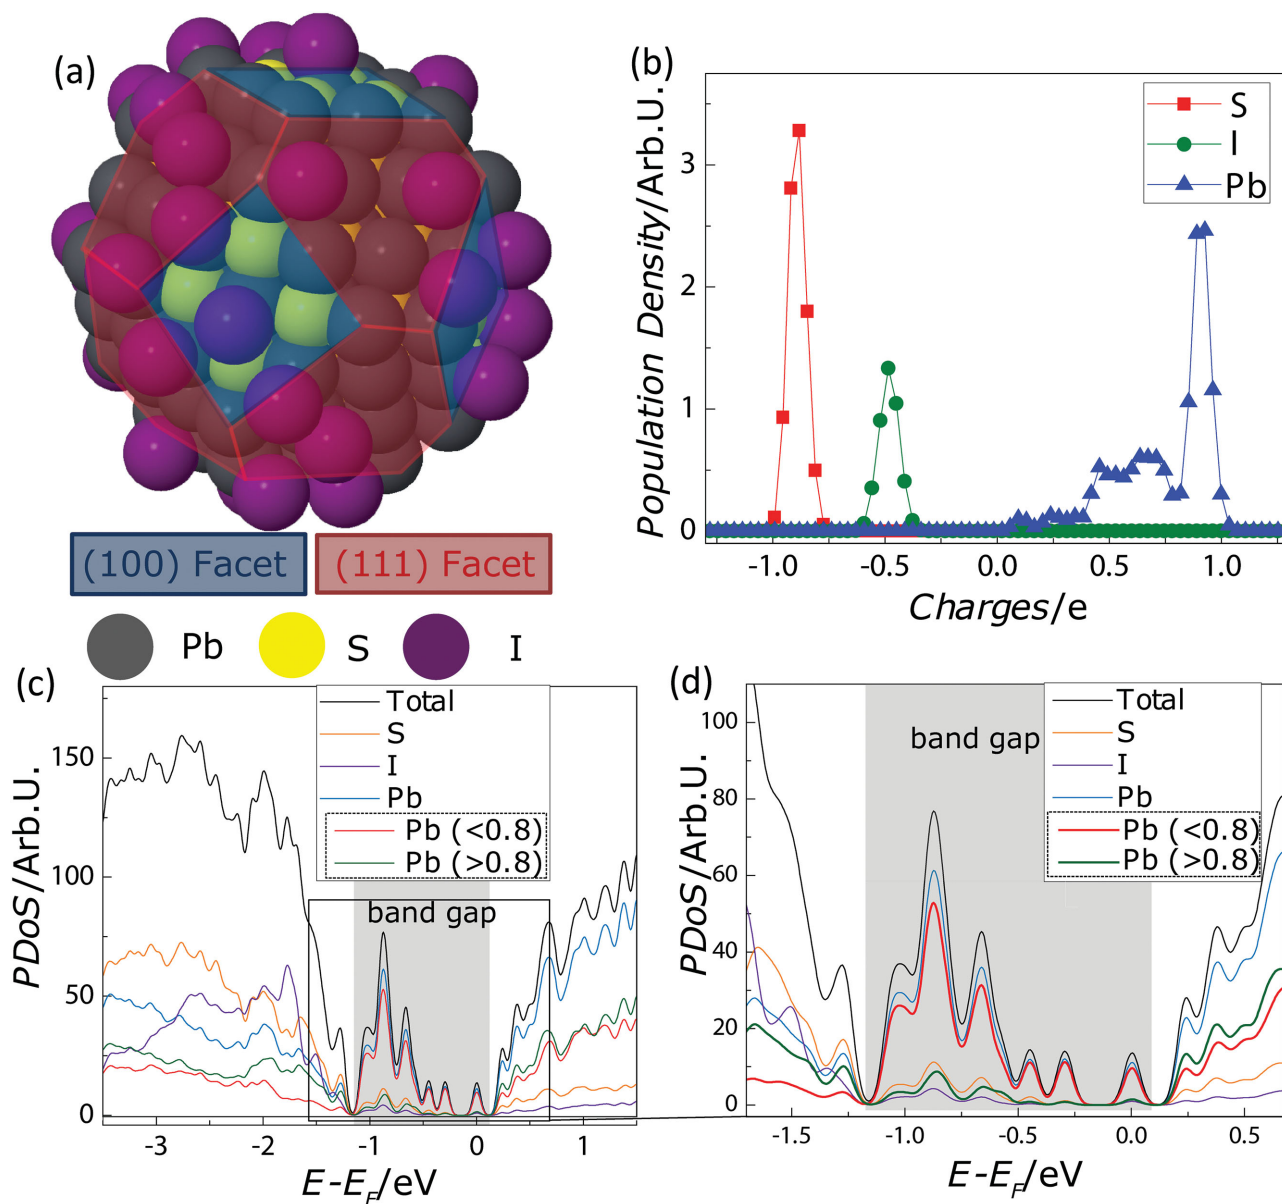 (a)
(100) Facet
(111) Facet
Pb
S
I
(b)
Population Density/Arb.U.
3
2
1
0
-1.0
-0.5
0.0
0.5
1.0
Charges/e
S
I
Pb
(c)
PDoS/Arb.U.
150
100
50
0
-3
-2
-1
0
1
E-E_F/eV
Total
S
I
Pb
Pb (<0.8)
Pb (>0.8)
band gap
(d)
PDoS/Arb.U.
100
80
60
40
20
0
-1.5
-1.0
-0.5
0.0
0.5
E-E_F/eV
band gap
Total
S
I
Pb
Pb (<0.8)
Pb (>0.8)